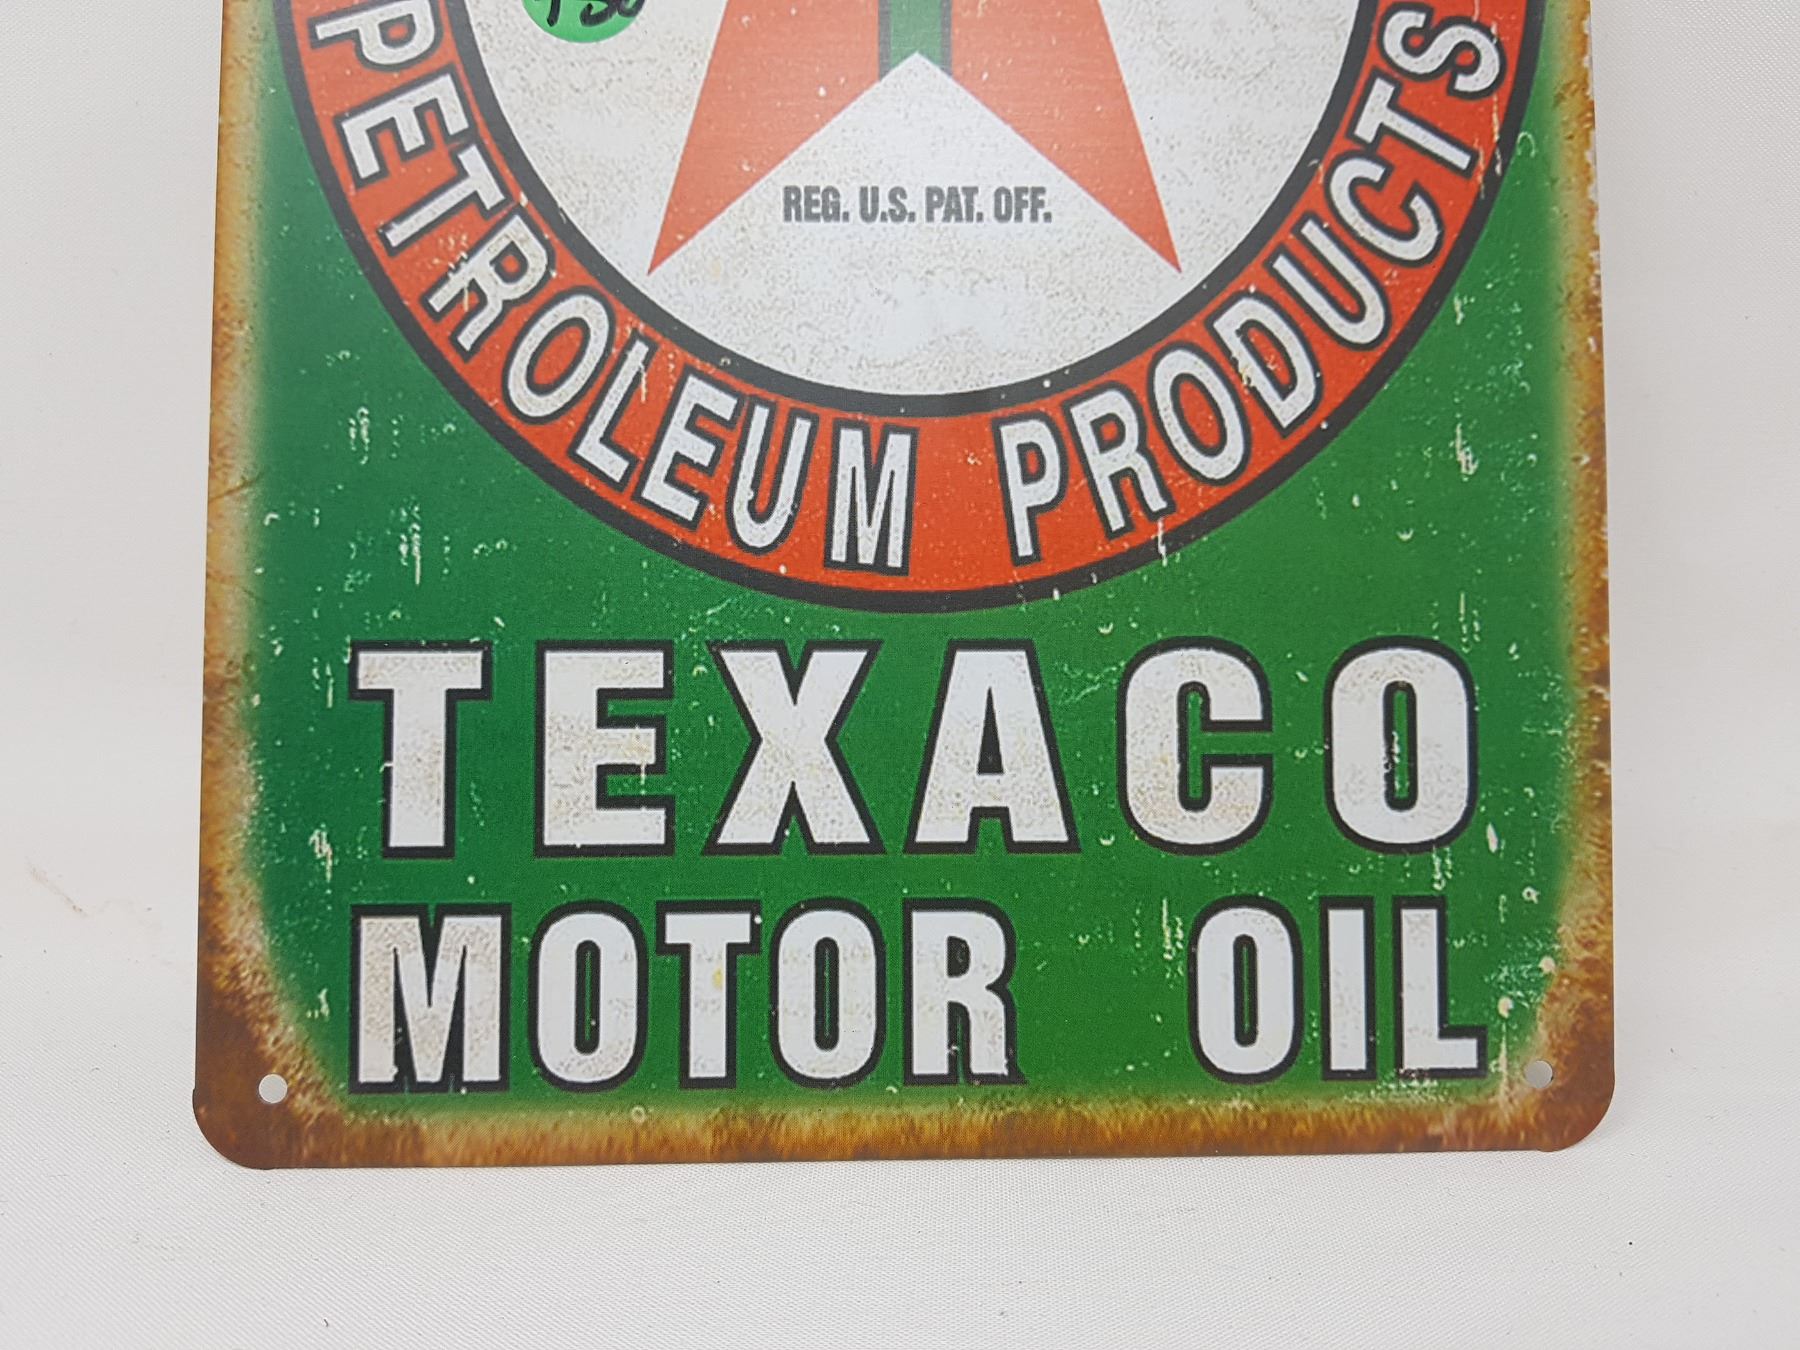 REG. U.S. PAT. OFF.
PETROLEUM PRODUCTS
TEXACO
MOTOR OIL